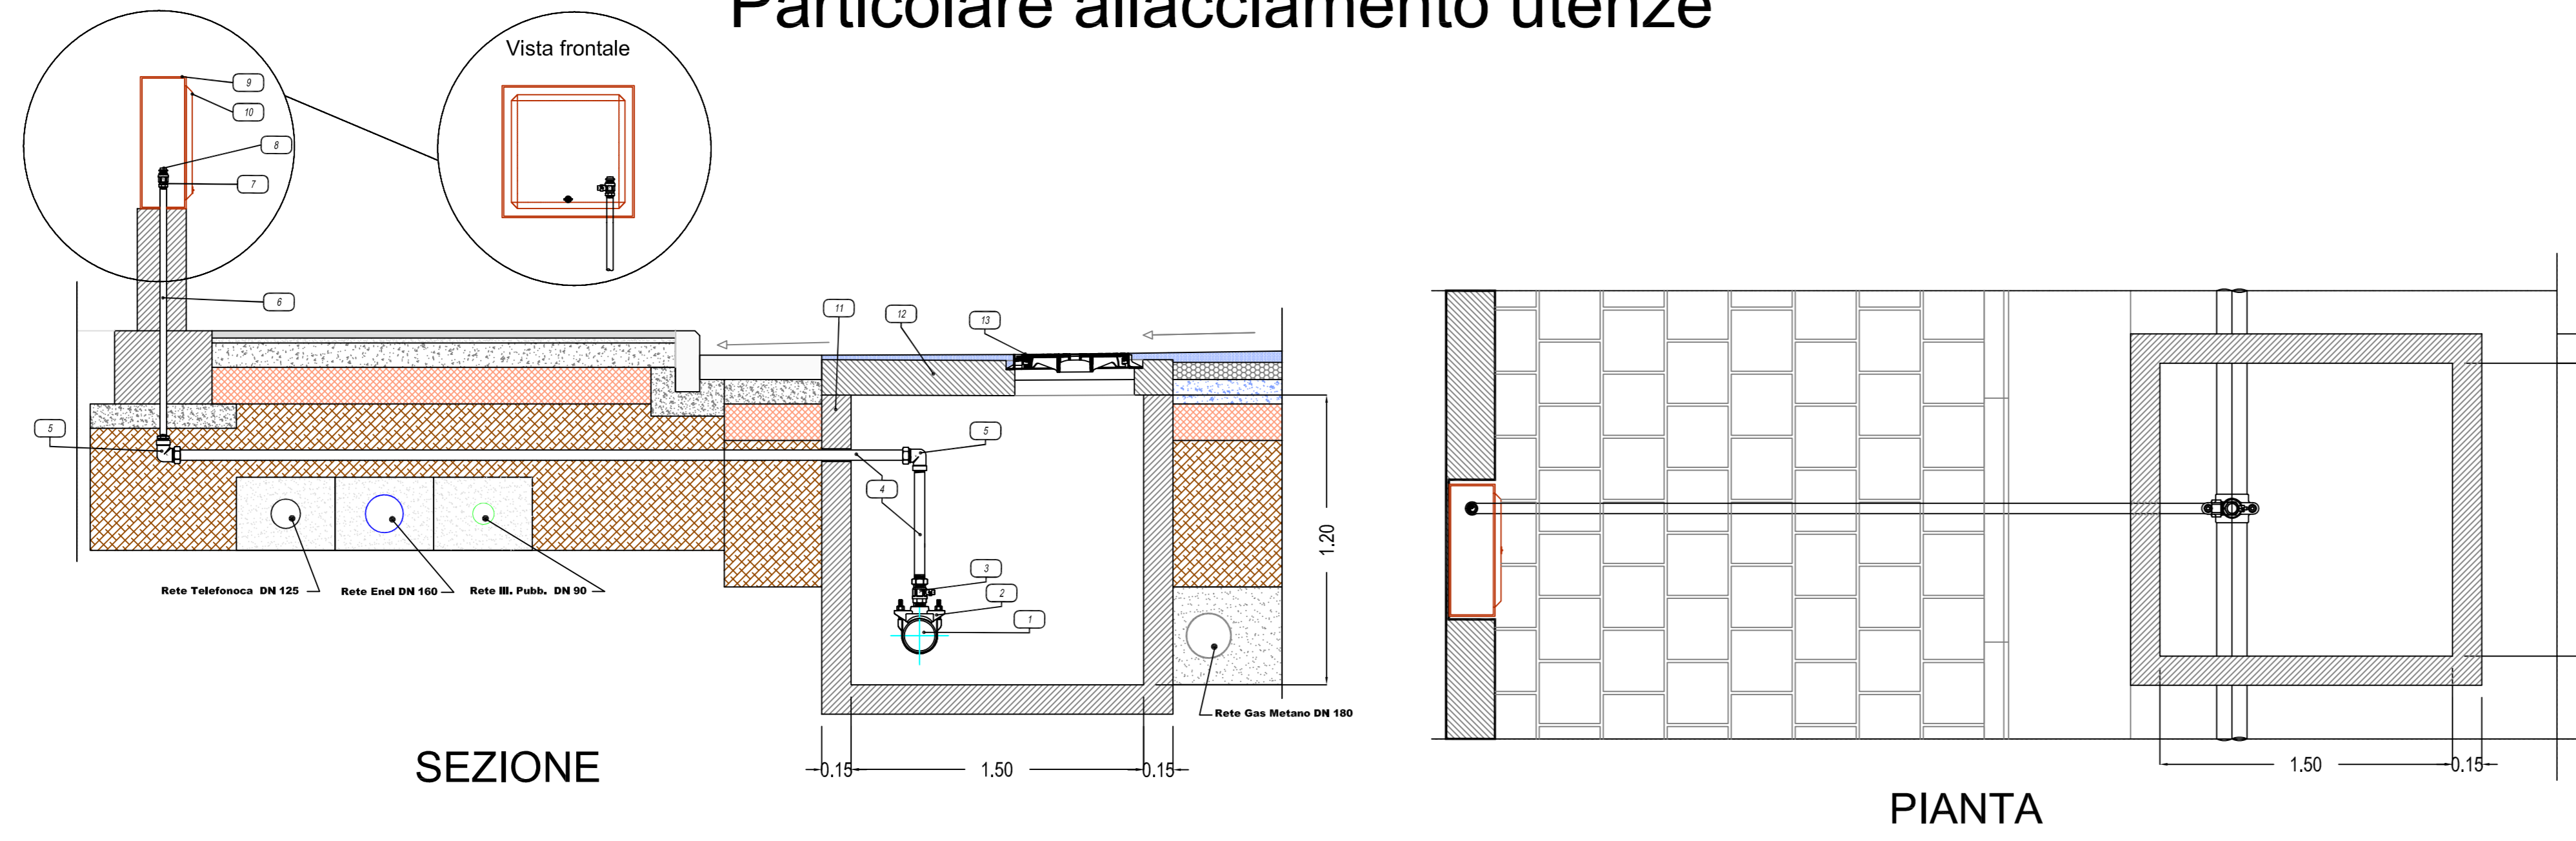 Particolare allacciamento utenze
Vista frontale
9
10
8
7
6
11
12
13
5
5
4
3
2
1
1.20
Rete Telefonoca DN 125
Rete Enel DN 160
Rete Ill. Pubb. DN 90
Rete Gas Metano DN 180
0.15
1.50
0.15
SEZIONE
1.50
0.15
PIANTA